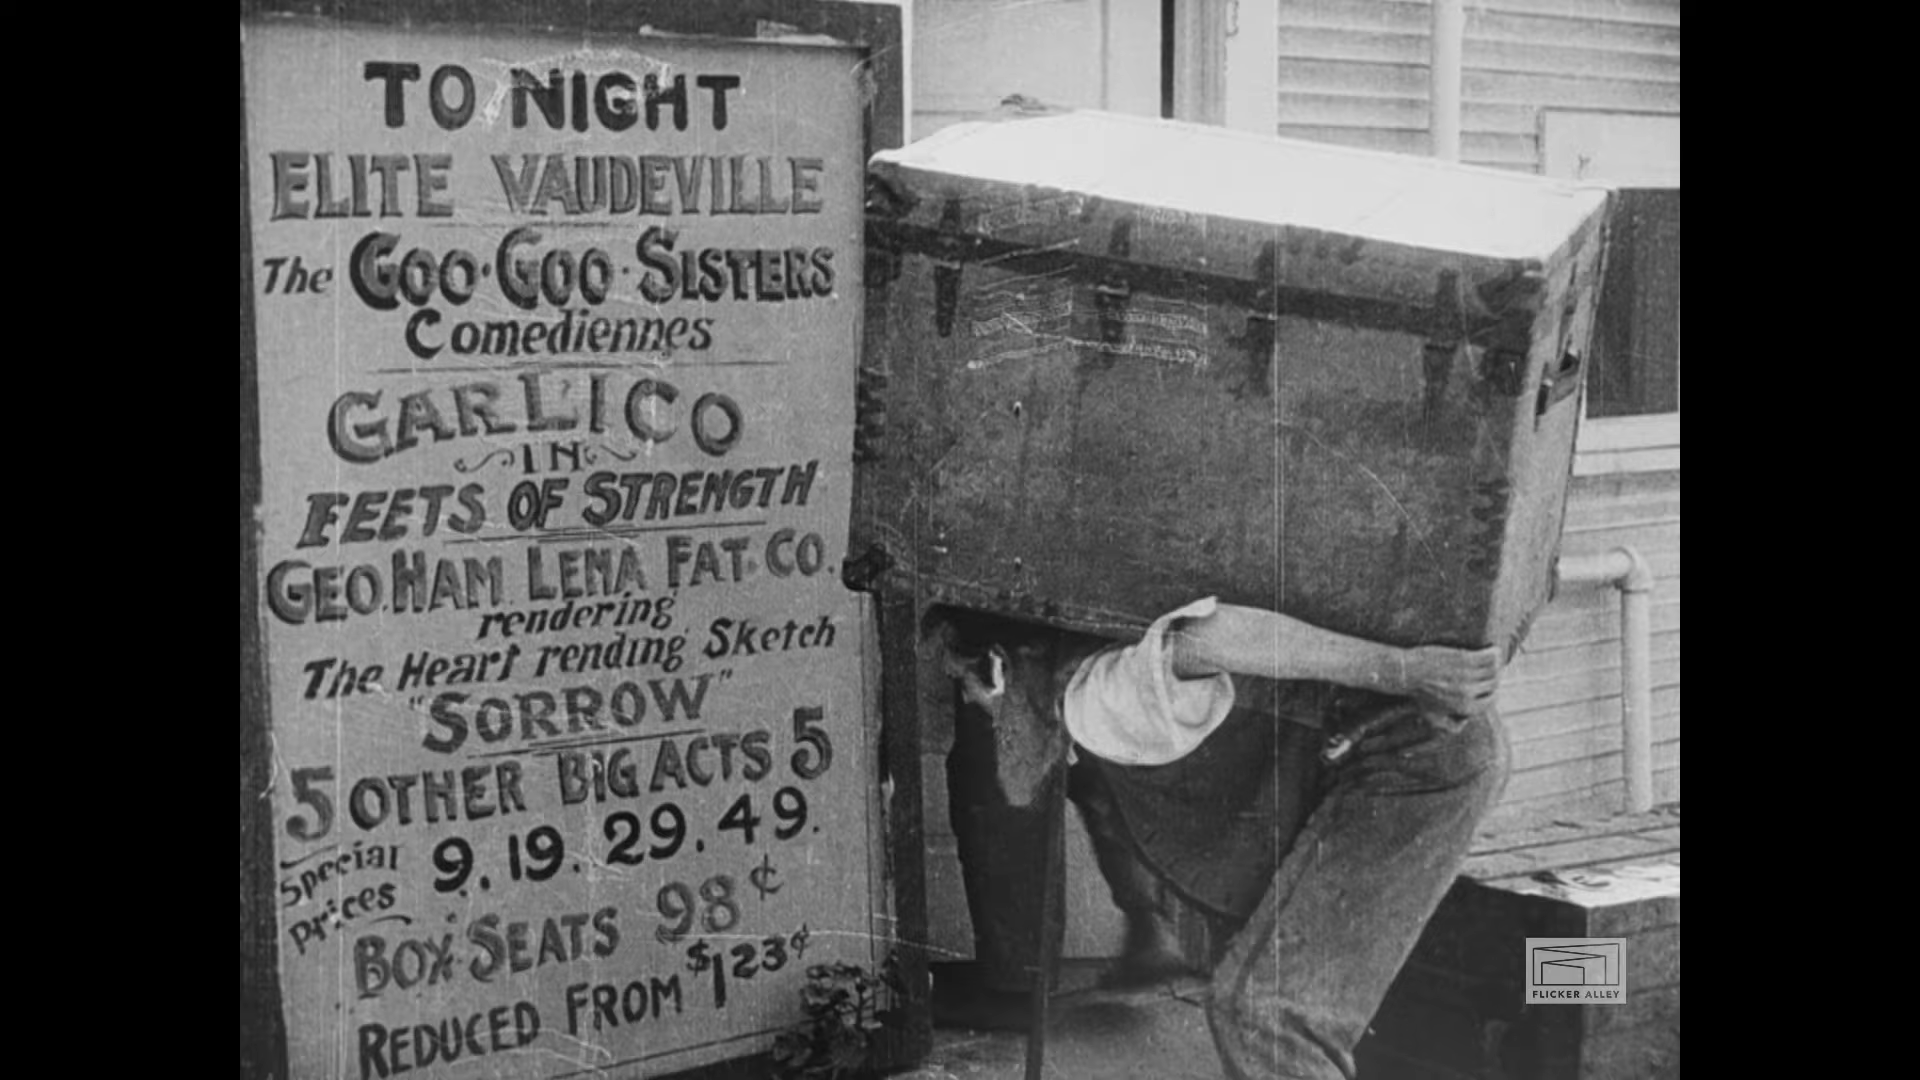 TO NIGHT
ELITE VAUDEVILLE
The GOO·GOO·SISTERS
Comediennes
GARLICO
IN
FEETS OF STRENGTH
GEO. HAM LENA FAT. CO.
rendering
The Heart rending Sketch
"SORROW"
5 OTHER BIG ACTS 5
Special prices 9. 19. 29. 49.
BOX·SEATS 98¢
REDUCED FROM $123¢
FLICKER ALLEY